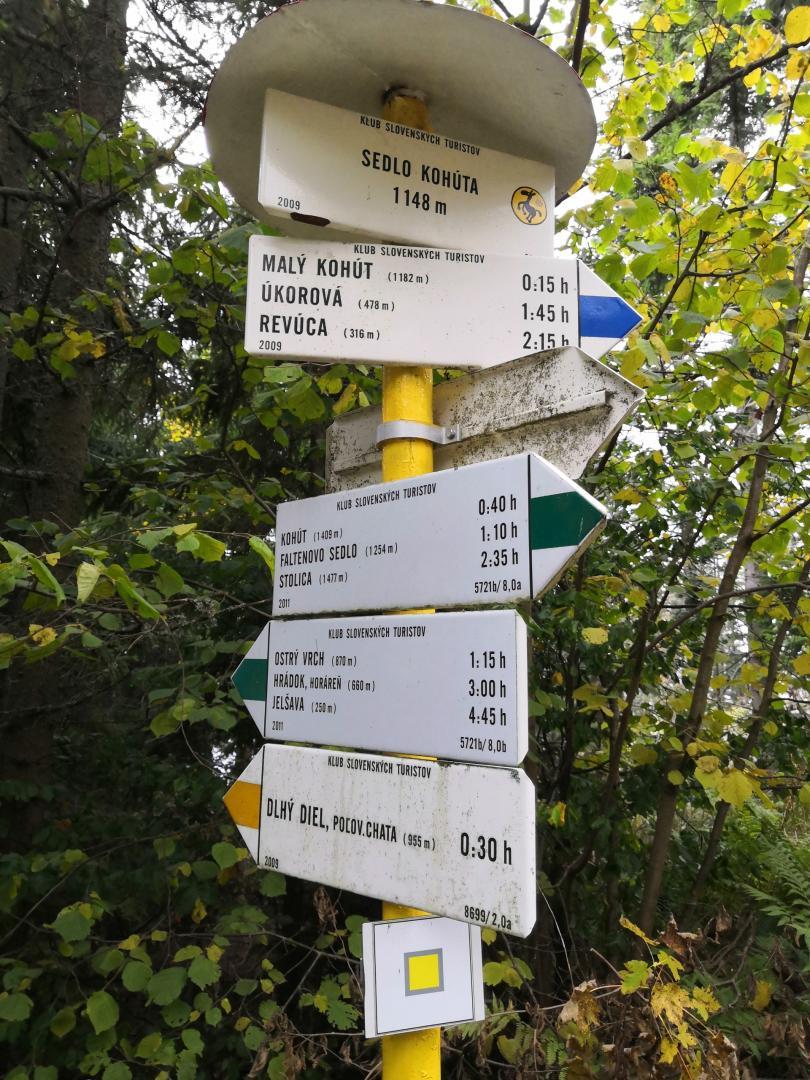 KLUB SLOVENSKÝCH TURISTOV
SEDLO KOHÚTA
1148 m
2009
KLUB SLOVENSKÝCH TURISTOV
MALÝ KOHÚT (1182 m) 0:15 h
ÚKOROVÁ (478 m) 1:45 h
REVÚCA (316 m) 2:15 h
2009
KLUB SLOVENSKÝCH TURISTOV
KOHÚT (1409 m) 0:40 h
FALTENOVO SEDLO (1254 m) 1:10 h
STOLICA (1477 m) 2:35 h
2011 5721b/8,0a
KLUB SLOVENSKÝCH TURISTOV
OSTRÝ VRCH (870 m) 1:15 h
HRÁDOK, HORÁREŇ (660 m) 3:00 h
JELŠAVA (250 m) 4:45 h
2011 5721b/8,0b
KLUB SLOVENSKÝCH TURISTOV
DLHÝ DIEL, POĽOV.CHATA (955 m) 0:30 h
2009 8699/2,0a